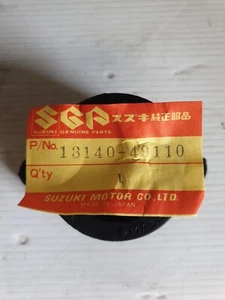 SGP スズキ純正部品
SUZUKI GENUINE PARTS
P/No. 13140-49110
Q'ty 1
SUZUKI MOTOR CO., LTD.
MADE IN JAPAN